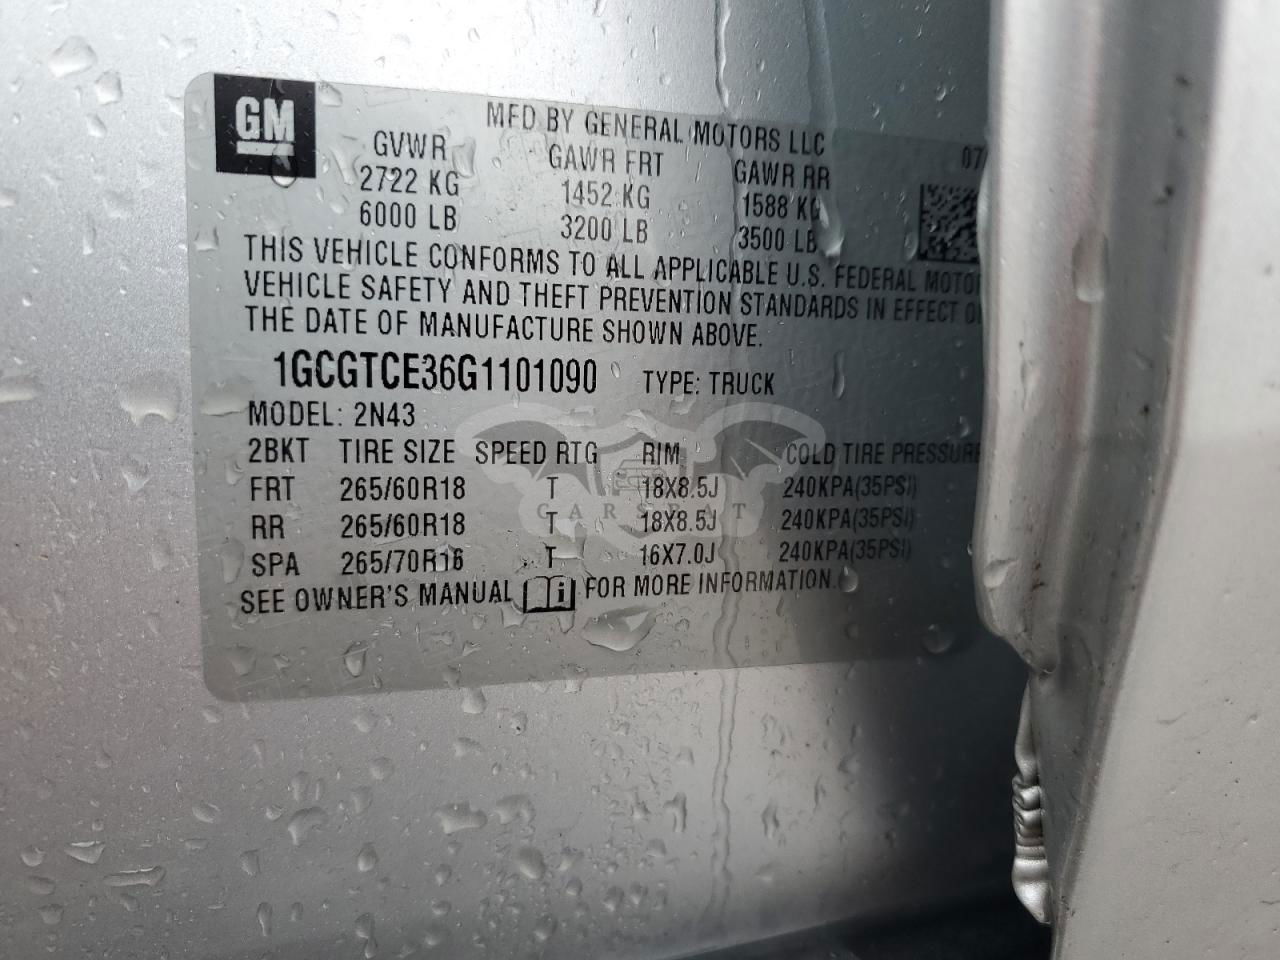 GM
MFD BY GENERAL MOTORS LLC
07/
GVWR GAWR FRT GAWR RR
2722 KG 1452 KG 1588 KG
6000 LB 3200 LB 3500 LB
THIS VEHICLE CONFORMS TO ALL APPLICABLE U.S. FEDERAL MOTO
VEHICLE SAFETY AND THEFT PREVENTION STANDARDS IN EFFECT O
THE DATE OF MANUFACTURE SHOWN ABOVE.
1GCGTCE36G1101090 TYPE: TRUCK
MODEL: 2N43
2BKT TIRE SIZE SPEED RTG RIM COLD TIRE PRESSURE
FRT 265/60R18 T 18X8.5J 240KPA(35PSI)
RR 265/60R18 T 18X8.5J 240KPA(35PSI)
SPA 265/70R16 T 16X7.0J 240KPA(35PSI)
SEE OWNER'S MANUAL i FOR MORE INFORMATION.